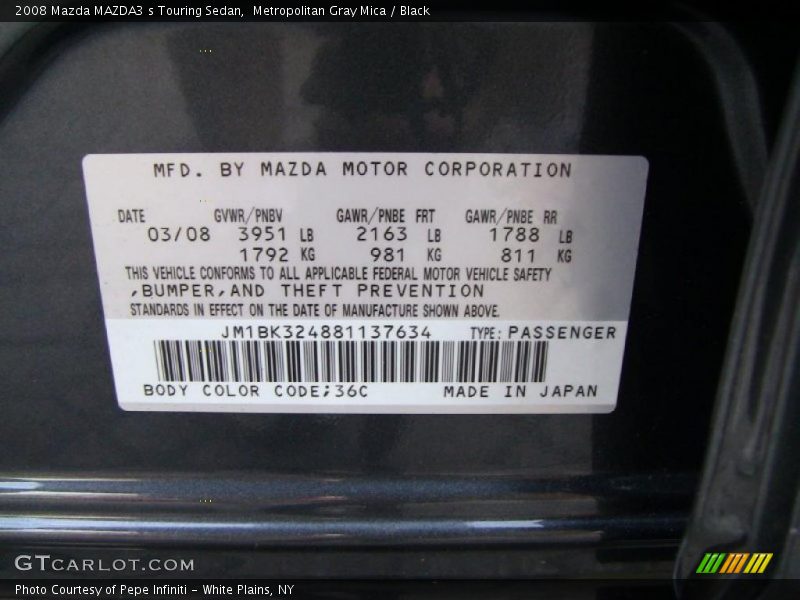 2008 Mazda MAZDA3 s Touring Sedan,  Metropolitan Gray Mica / Black
MFD. BY MAZDA MOTOR CORPORATION
DATE GVWR/PNBV GAWR/PNBE FRT GAWR/PNBE RR
03/08 3951 LB 2163 LB 1788 LB
1792 KG 981 KG 811 KG
THIS VEHICLE CONFORMS TO ALL APPLICABLE FEDERAL MOTOR VEHICLE SAFETY
,BUMPER,AND THEFT PREVENTION
STANDARDS IN EFFECT ON THE DATE OF MANUFACTURE SHOWN ABOVE.
JM1BK324881137634 TYPE: PASSENGER
BODY COLOR CODE;36C MADE IN JAPAN
GTCARLOT.COM
Photo Courtesy of Pepe Infiniti - White Plains, NY